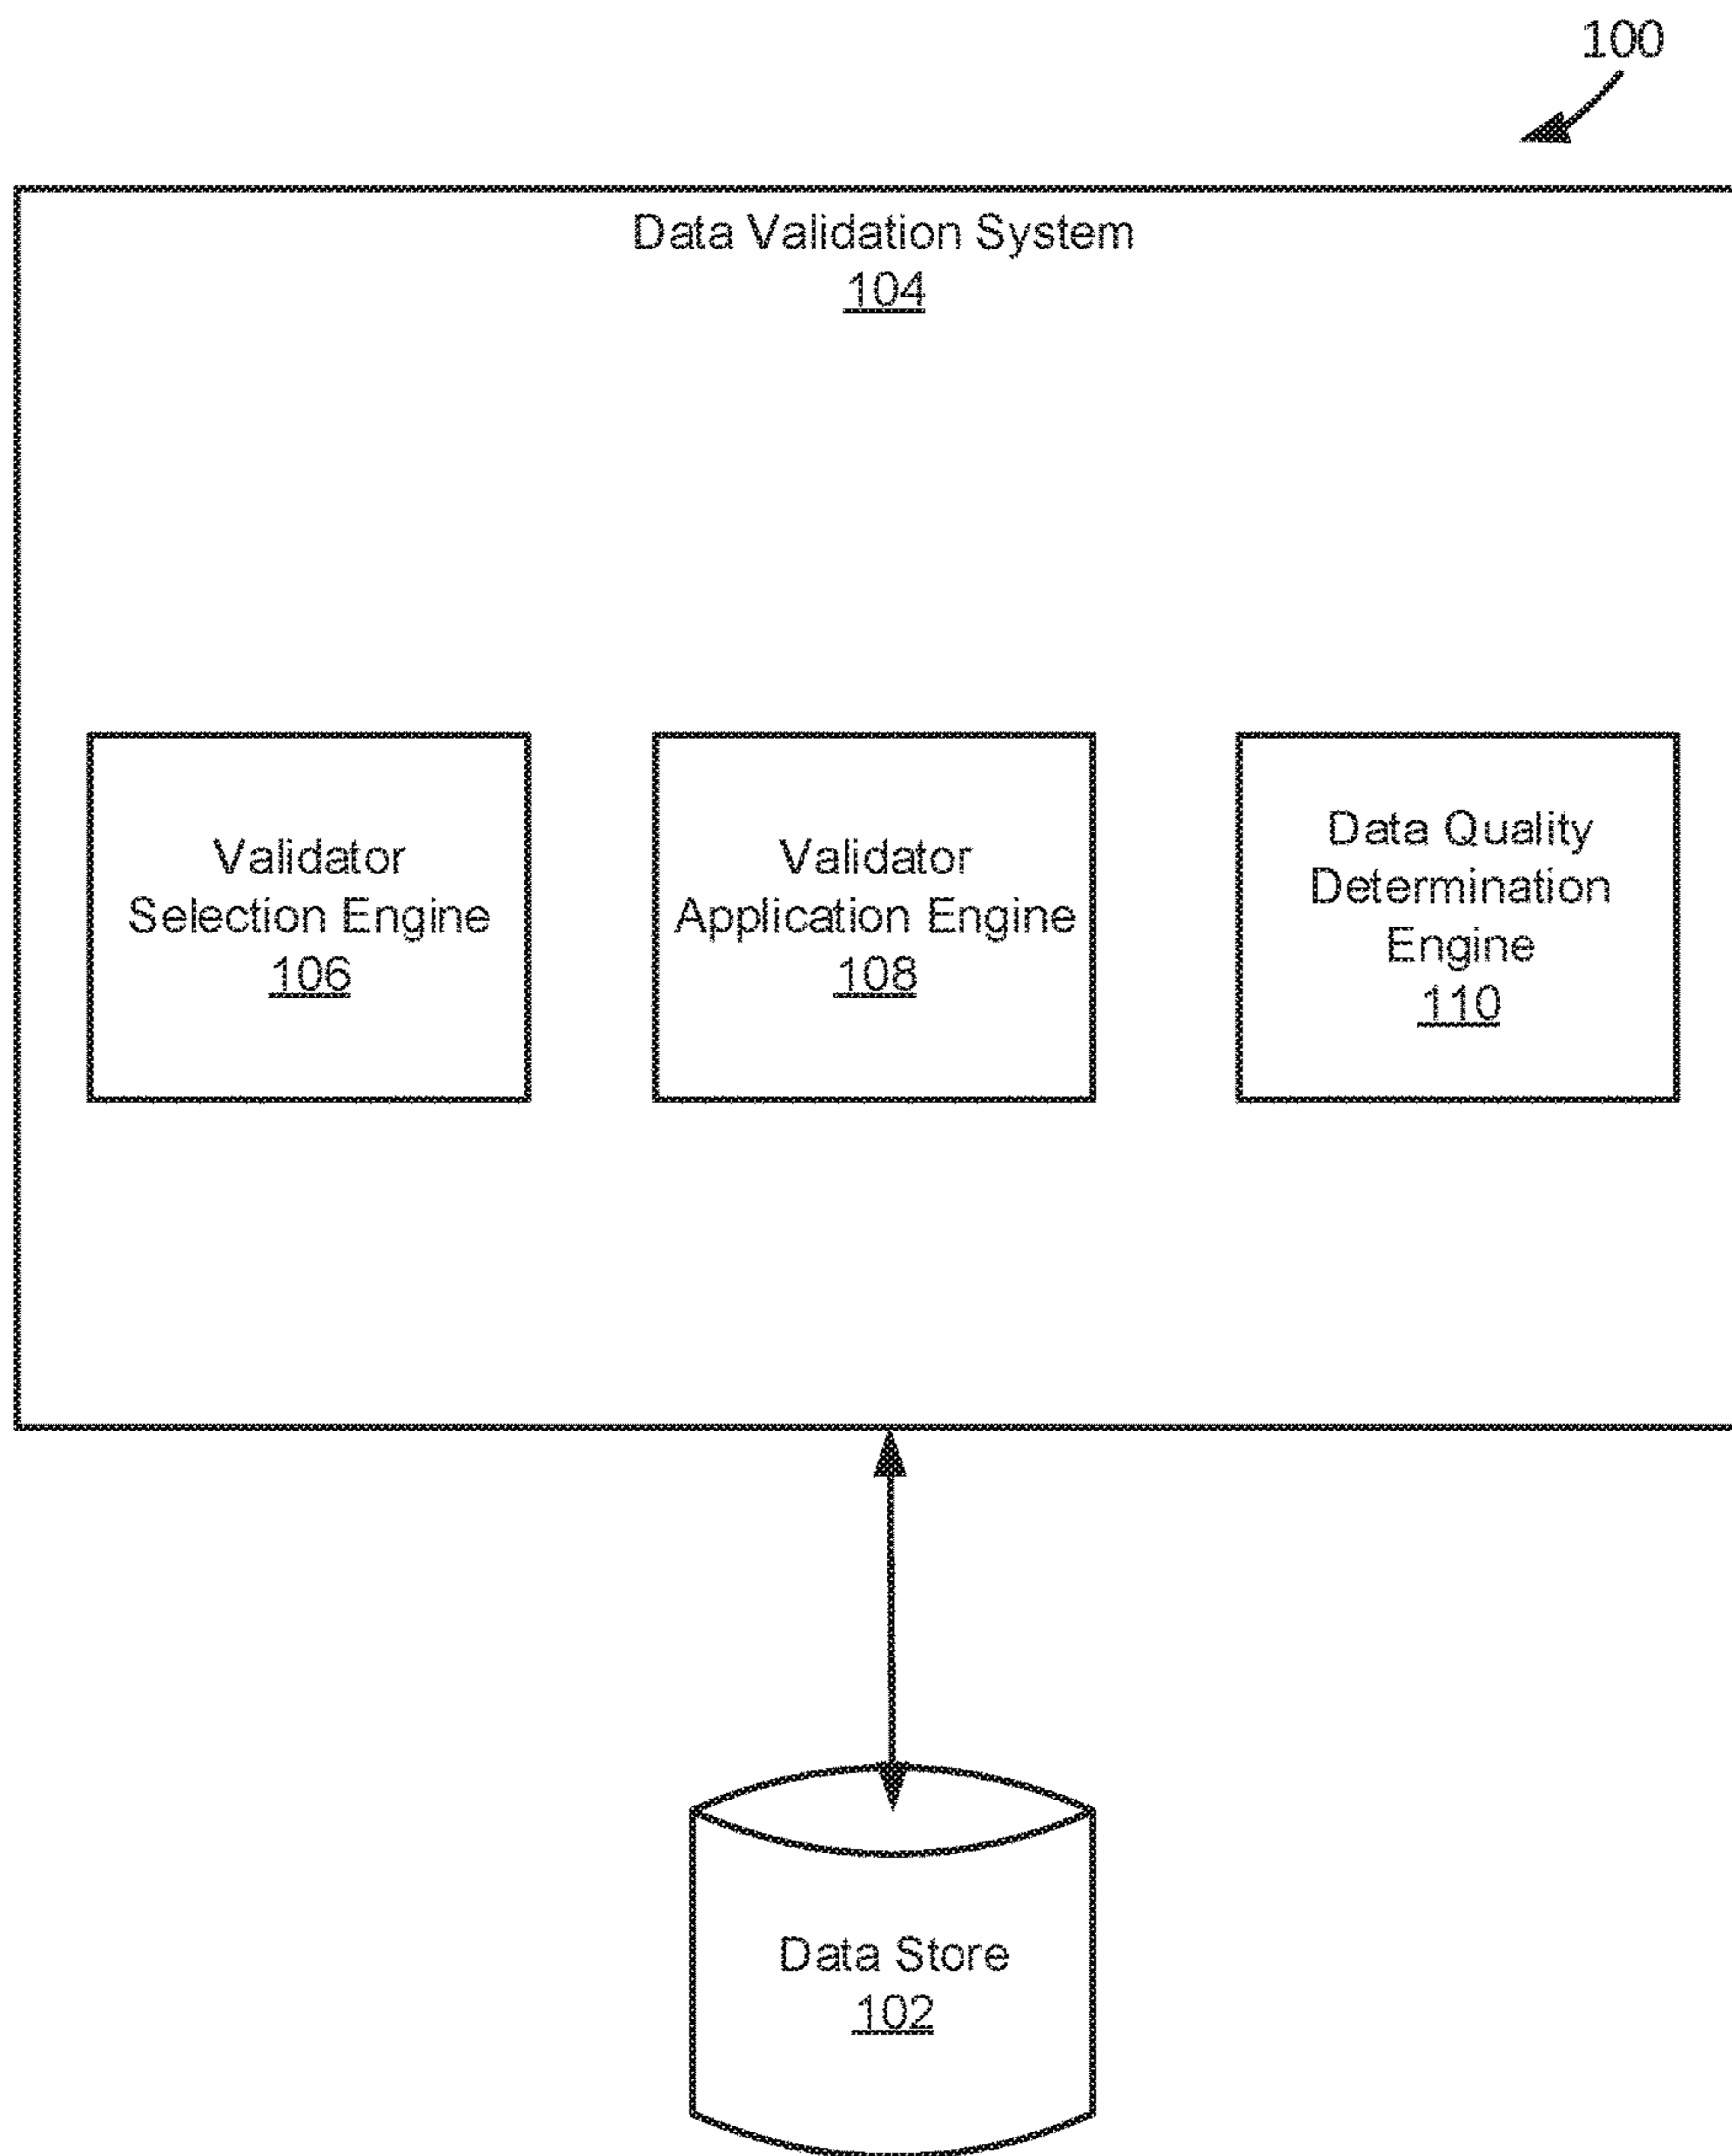 100
Data Validation System
104
Validator
Selection Engine
106
Validator
Application Engine
108
Data Quality
Determination
Engine
110
Data Store
102